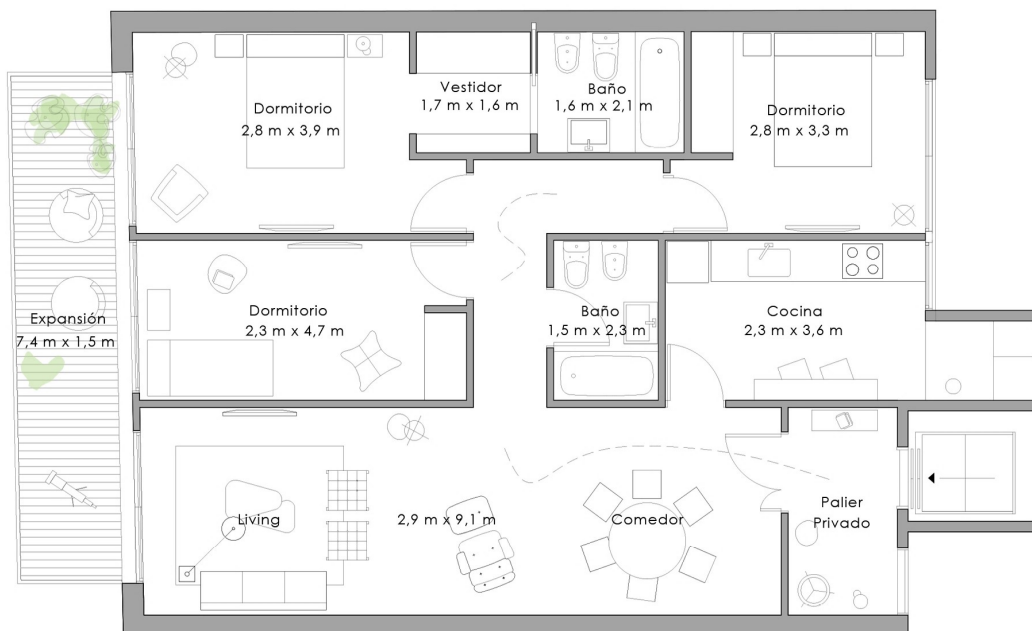 Dormitorio
2,8 m x 3,9 m
Vestidor
1,7 m x 1,6 m
Baño
1,6 m x 2,1 m
Dormitorio
2,8 m x 3,3 m
Expansión
7,4 m x 1,5 m
Dormitorio
2,3 m x 4,7 m
Baño
1,5 m x 2,3 m
Cocina
2,3 m x 3,6 m
Living
2,9 m x 9,1 m
Comedor
Palier
Privado